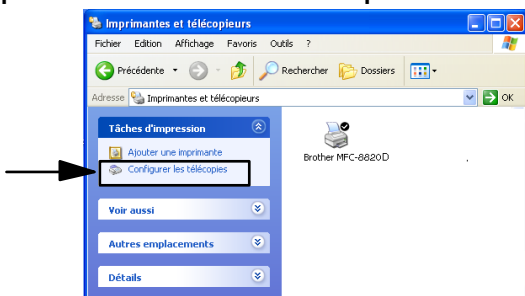 Imprimantes et télécopieurs
Fichier Edition Affichage Favoris Outils ?
Précédente Rechercher Dossiers
Adresse Imprimantes et télécopieurs OK
Tâches d'impression
Ajouter une imprimante
Configurer les télécopies
Brother MFC-8820D
Voir aussi
Autres emplacements
Détails